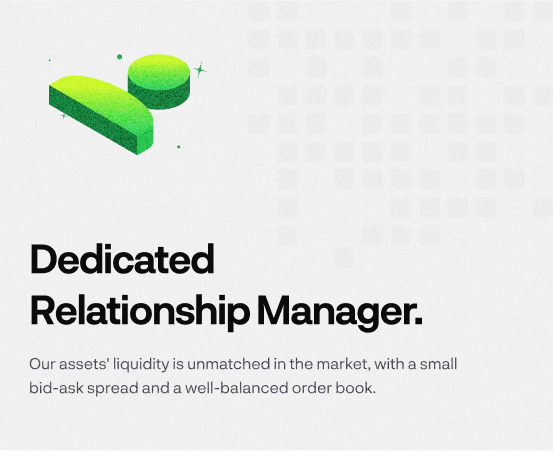 Dedicated
Relationship Manager.
Our assets' liquidity is unmatched in the market, with a small
bid-ask spread and a well-balanced order book.